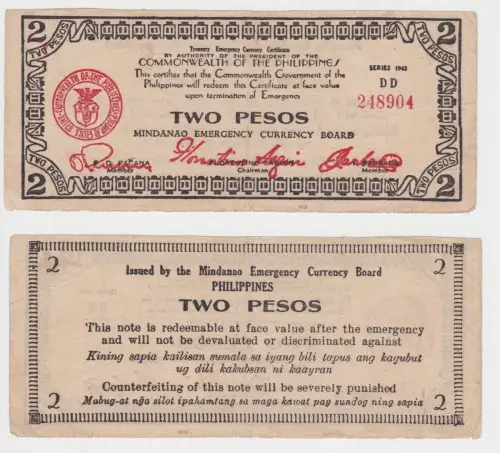 2 TWO PESOS 2
Treasury Emergency Currency Certificate
BY AUTHORITY OF THE PRESIDENT OF THE
COMMONWEALTH OF THE PHILIPPINES
This certifies that the Commonwealth Government of the
Philippines will redeem this Certificate at face value
upon termination of Emergency
SERIES 1943
DD
248904
TWO PESOS
MINDANAO EMERGENCY CURRENCY BOARD
Member
Chairman
Member
2 TWO PESOS 2
2 2
Issued by the Mindanao Emergency Currency Board
PHILIPPINES
TWO PESOS
This note is redeemable at face value after the emergency
and will not be devaluated or discriminated against
Kining sapia kailisan sumala sa iyang bili tapus ang kagubut
ug dili kakubsan ni kaayran
Counterfeiting of this note will be severely punished
Mabug-at nga silot ipahamtang sa maga kawat pag sundog ning sapia
2 2